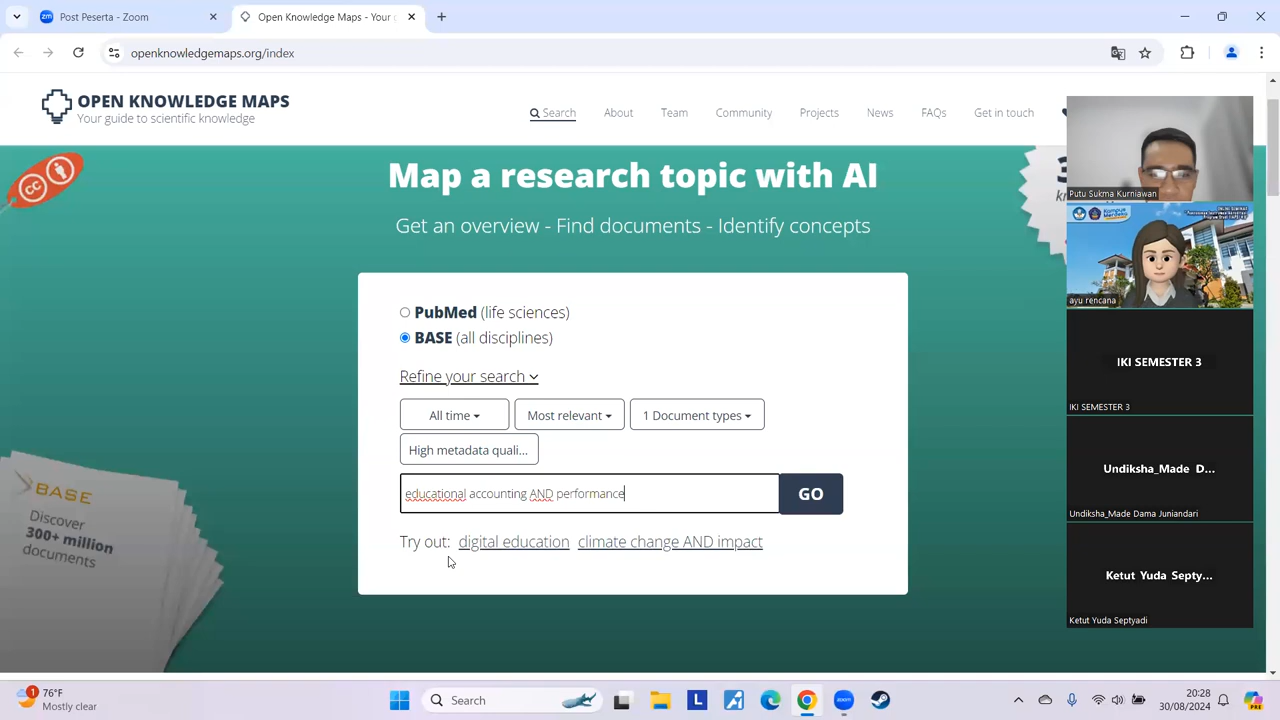 Post Peserta - Zoom
Open Knowledge Maps - Your
openknowledgemaps.org/index
OPEN KNOWLEDGE MAPS
Your guide to scientific knowledge
Search
About
Team
Community
Projects
News
FAQs
Get in touch
Map a research topic with AI
Get an overview - Find documents - Identify concepts
PubMed (life sciences)
BASE (all disciplines)
Refine your search
All time
Most relevant
1 Document types
High metadata quali...
educational accounting AND performance
GO
Try out: digital education climate change AND impact
BASE
Discover
300+ million
documents
Putu Sukma Kurniawan
ayu rencana
IKI SEMESTER 3
IKI SEMESTER 3
Undiksha_Made D...
Undiksha_Made Dama Juniandari
Ketut Yuda Septy...
Ketut Yuda Septyadi
1
76°F
Mostly clear
Search
20:28
30/08/2024